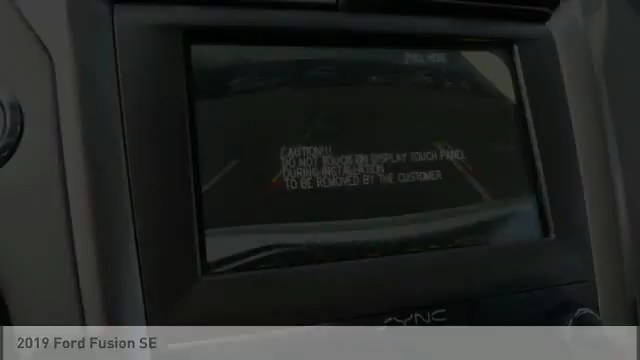 CAUTION!!!
DO NOT TOUCH ON DISPLAY TOUCH PANEL
DURING INSTALLATION
TO BE REMOVED BY THE CUSTOMER
SYNC
2019 Ford Fusion SE